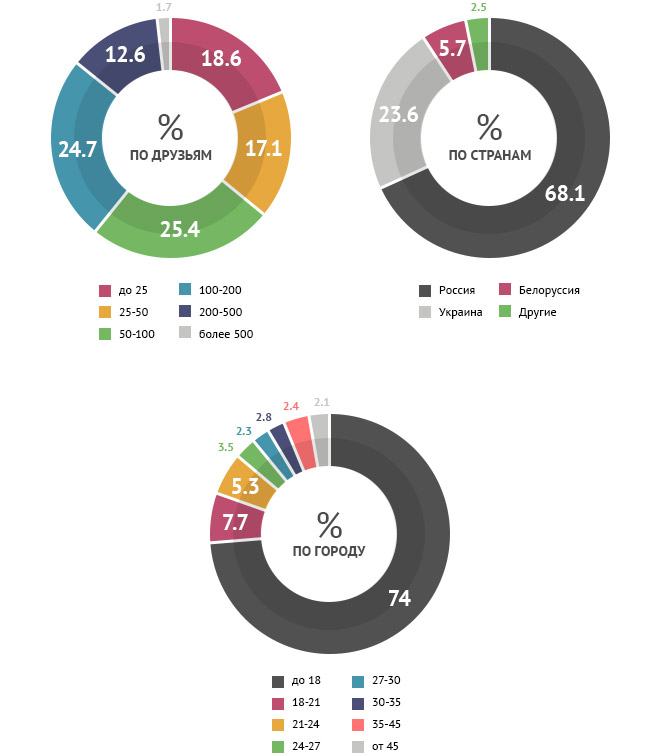 1.7
12.6
18.6
24.7
17.1
25.4
%
ПО ДРУЗЬЯМ
до 25
25-50
50-100
100-200
200-500
более 500
2.5
5.7
23.6
68.1
%
ПО СТРАНАМ
Россия
Украина
Белоруссия
Другие
2.1
2.4
2.8
2.3
3.5
5.3
7.7
74
%
ПО ГОРОДУ
до 18
18-21
21-24
24-27
27-30
30-35
35-45
от 45